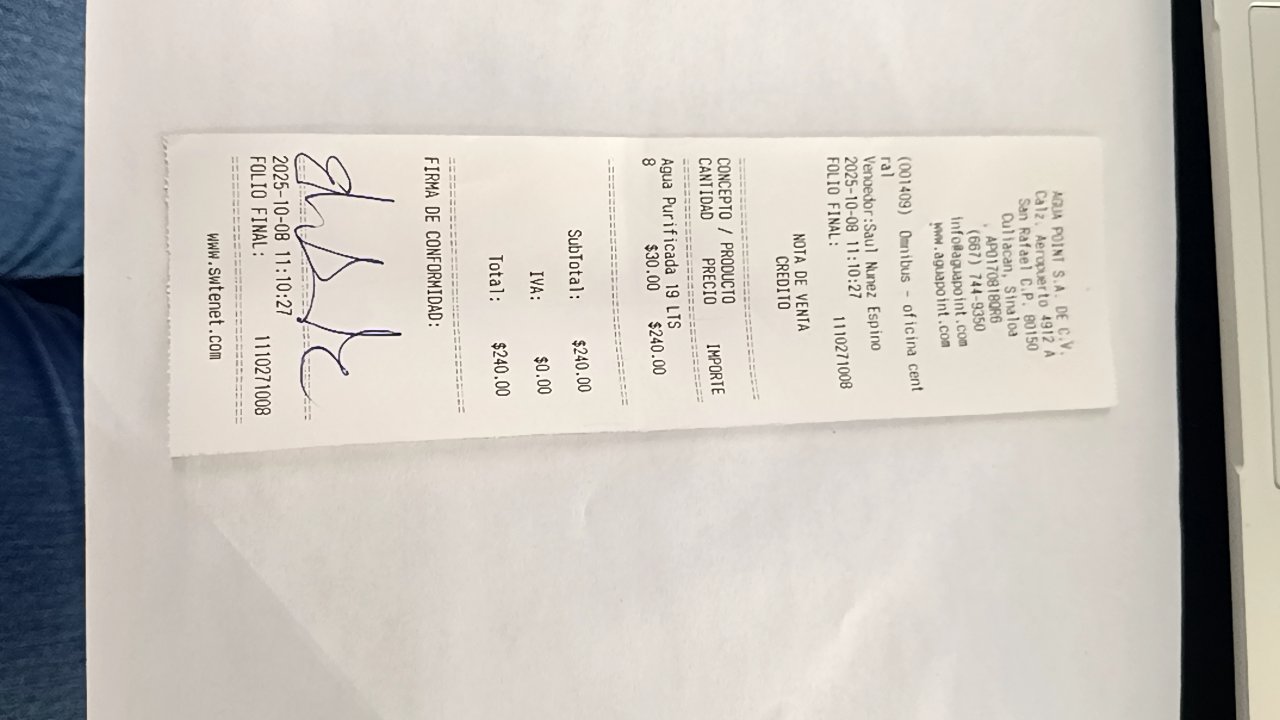 AGUA POINT S.A. DE C.V.
Calz. Aeropuerto 4912 A
San Rafael C.P. 80150
Culiacan, Sinaloa
. APO170818QR6
(667) 744-9350
info@aguapoint.com
www.aguapoint.com
(001409) Omnibus - oficina cent
ral
Vendedor:Saul Nunez Espino
2025-10-08 11:10:27
FOLIO FINAL: 1110271008
NOTA DE VENTA
CREDITO
CONCEPTO / PRODUCTO
CANTIDAD PRECIO IMPORTE
Agua Purificada 19 LTS
8 $30.00 $240.00
SubTotal: $240.00
IVA: $0.00
Total: $240.00
FIRMA DE CONFORMIDAD:
2025-10-08 11:10:27
FOLIO FINAL: 1110271008
www.swtenet.com